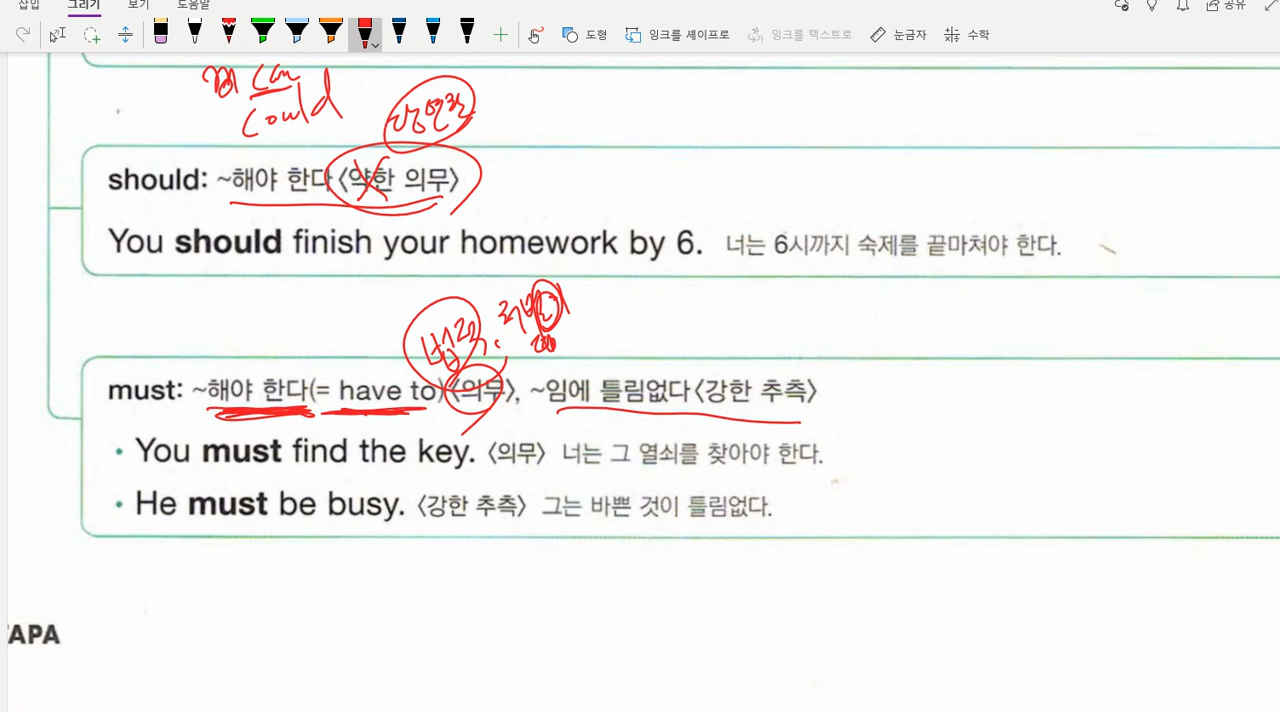 삽입 그리기 보기 도움말 공유
도형 잉크를 셰이프로 잉크를 텍스트로 눈금자 수학
can
could
당연함
should: ~해야 한다〈약한 의무〉
You should finish your homework by 6. 너는 6시까지 숙제를 끝마쳐야 한다.
법규,
must: ~해야 한다(= have to)〈의무〉, ~임에 틀림없다〈강한 추측〉
• You must find the key. 〈의무〉 너는 그 열쇠를 찾아야 한다.
• He must be busy. 〈강한 추측〉 그는 바쁜 것이 틀림없다.
TAPA